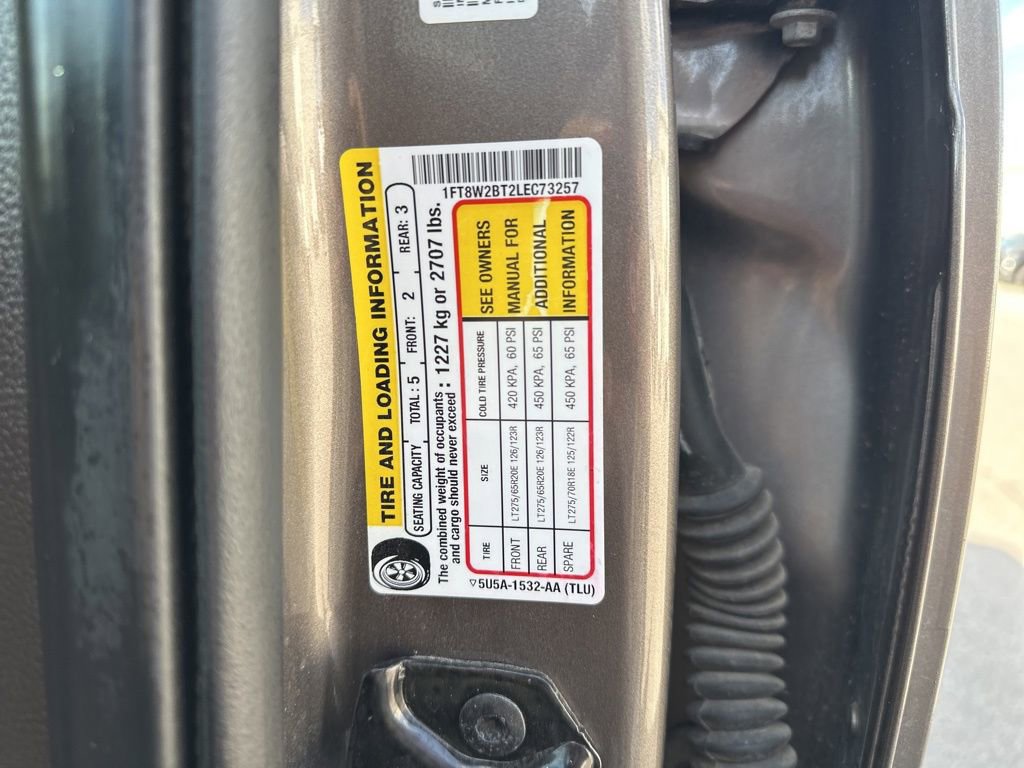 TIRE AND LOADING INFORMATION
SEATING CAPACITY TOTAL: 5 FRONT: 2 REAR: 3
The combined weight of occupants
and cargo should never exceed : 1227 kg or 2707 lbs.
1FT8W2BT2LEC73257
TIRE SIZE COLD TIRE PRESSURE
FRONT LT275/65R20E 126/123R 420 KPA, 60 PSI
REAR LT275/65R20E 126/123R 450 KPA, 65 PSI
SPARE LT275/70R18E 125/122R 450 KPA, 65 PSI
SEE OWNERS
MANUAL FOR
ADDITIONAL
INFORMATION
5U5A-1532-AA (TLU)